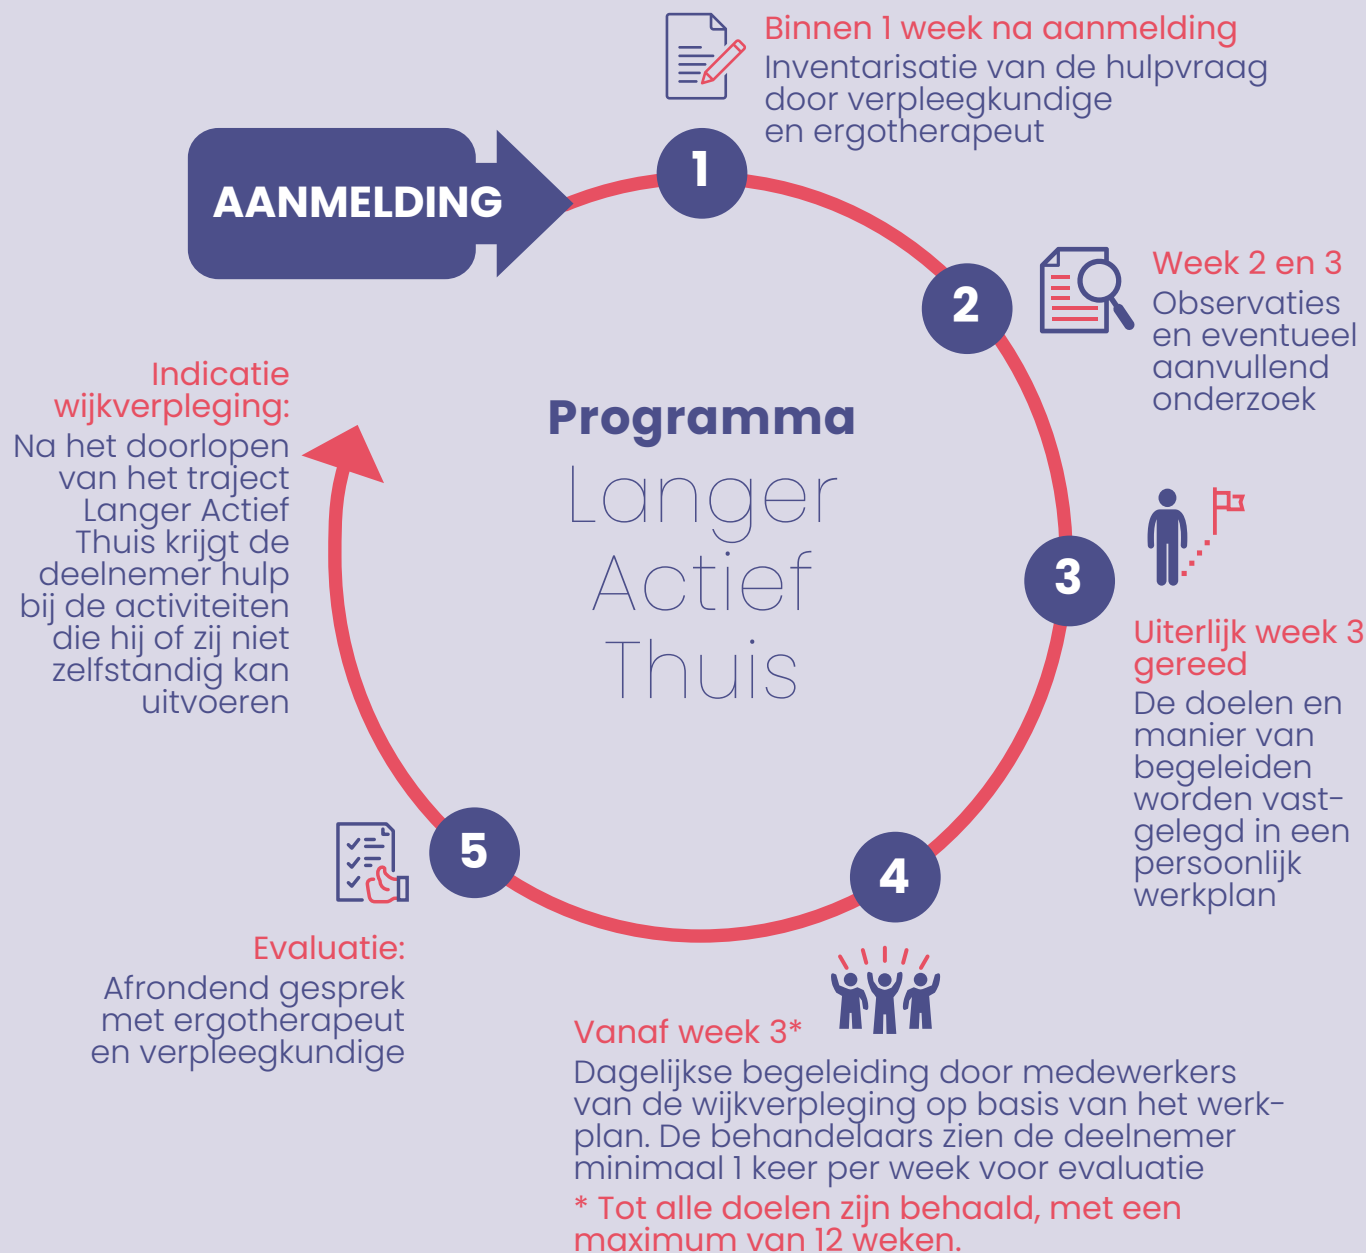 AANMELDING
1
Binnen 1 week na aanmelding
Inventarisatie van de hulpvraag
door verpleegkundige
en ergotherapeut
2
Week 2 en 3
Observaties
en eventueel
aanvullend
onderzoek
Programma
Langer
Actief
Thuis
3
Uiterlijk week 3
gereed
De doelen en
manier van
begeleiden
worden vast-
gelegd in een
persoonlijk
werkplan
4
Vanaf week 3*
Dagelijkse begeleiding door medewerkers
van de wijkverpleging op basis van het werk-
plan. De behandelaars zien de deelnemer
minimaal 1 keer per week voor evaluatie
* Tot alle doelen zijn behaald, met een
maximum van 12 weken.
5
Evaluatie:
Afrondend gesprek
met ergotherapeut
en verpleegkundige
Indicatie
wijkverpleging:
Na het doorlopen
van het traject
Langer Actief
Thuis krijgt de
deelnemer hulp
bij de activiteiten
die hij of zij niet
zelfstandig kan
uitvoeren